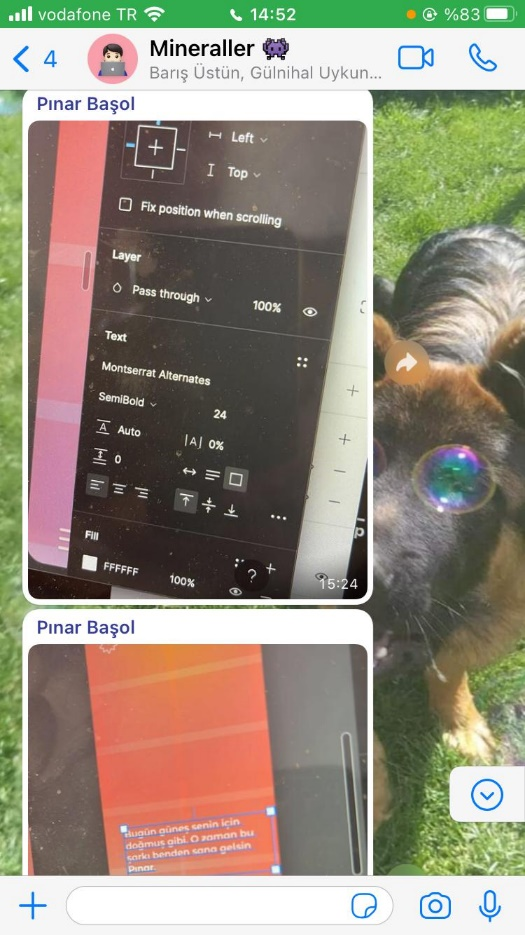 vodafone TR
14:52
%83
4
Mineraller
Barış Üstün, Gülnihal Uykun...
Pınar Başol
Left
Top
Fix position when scrolling
Layer
Pass through
100%
Text
Montserrat Alternates
SemiBold
24
A Auto
|A| 0%
0
Fill
FFFFFF
100%
?
15:24
Pınar Başol
Bugün güneş senin için
doğmuş gibi. O zaman bu
şarkı benden sana gelsin
Pınar.